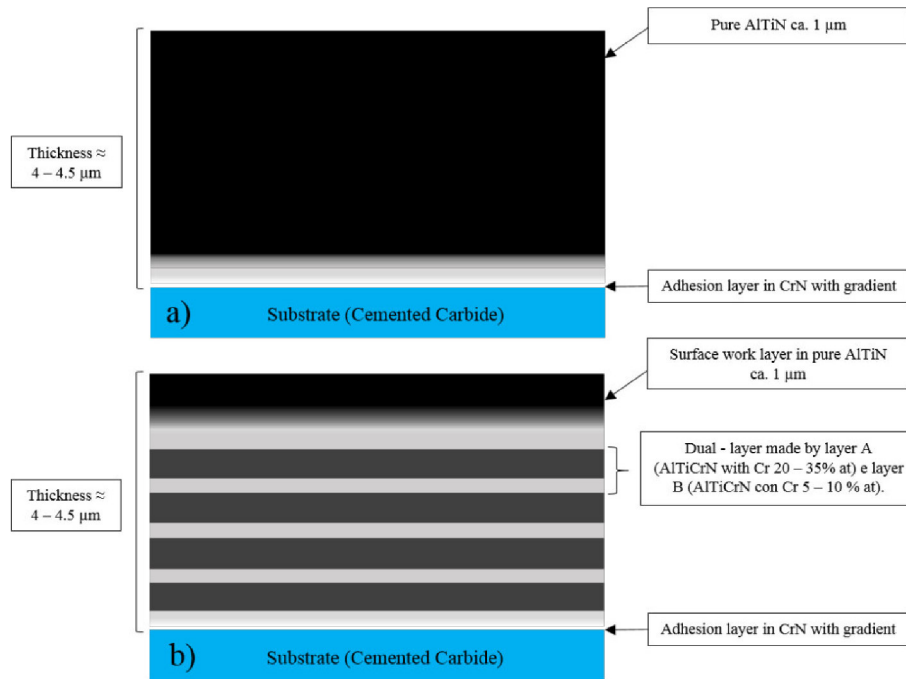 Pure AlTiN ca. 1 μm
Thickness ≈
4 – 4.5 μm
Adhesion layer in CrN with gradient
a)
Substrate (Cemented Carbide)
Surface work layer in pure AlTiN
ca. 1 μm
Dual - layer made by layer A
(AlTiCrN with Cr 20 – 35% at) e layer
B (AlTiCrN con Cr 5 – 10 % at).
Thickness ≈
4 – 4.5 μm
Adhesion layer in CrN with gradient
b)
Substrate (Cemented Carbide)